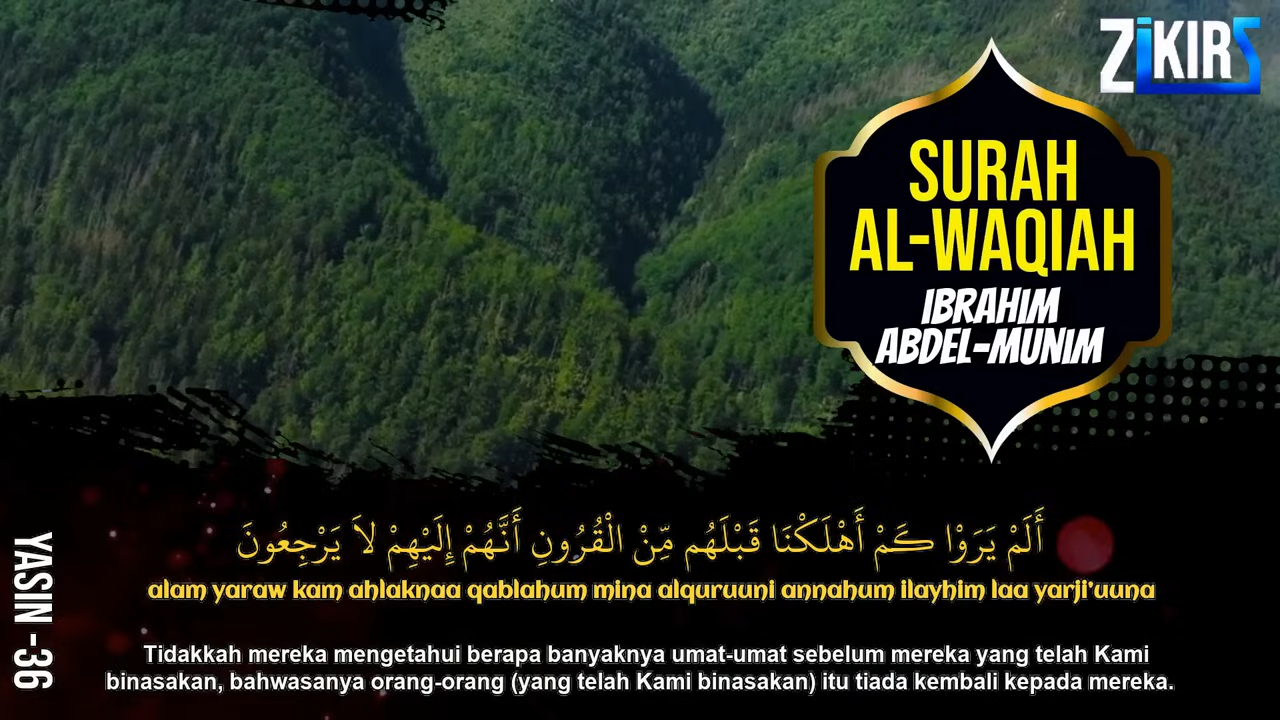 ZiKIRS
SURAH
AL-WAQIAH
IBRAHIM
ABDEL-MUNIM
أَلَمْ يَرَوْا كَمْ أَهْلَكْنَا قَبْلَهُم مِّنْ الْقُرُونِ أَنَّهُمْ إِلَيْهِمْ لاَ يَرْجِعُونَ
alam yaraw kam ahlaknaa qablahum mina alquruuni annahum ilayhim laa yarji'uuna
Tidakkah mereka mengetahui berapa banyaknya umat-umat sebelum mereka yang telah Kami
binasakan, bahwasanya orang-orang (yang telah Kami binasakan) itu tiada kembali kepada mereka.
YASIN -36